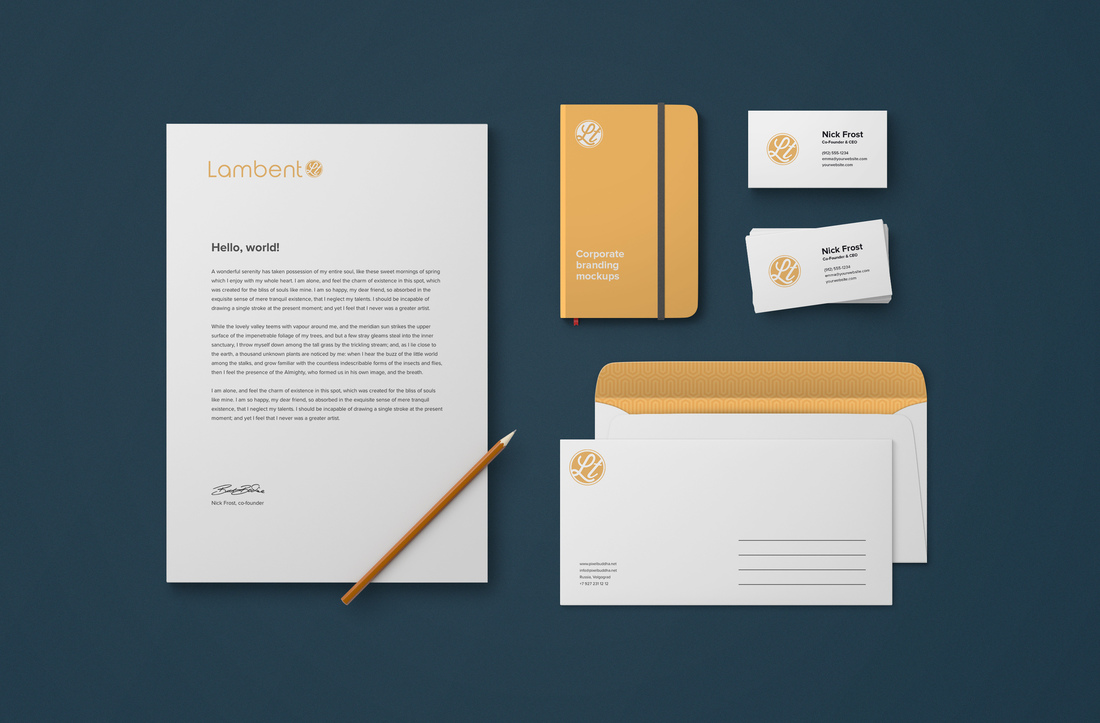 Lambent Lt
Hello, world!
A wonderful serenity has taken possession of my entire soul, like these sweet mornings of spring
which I enjoy with my whole heart. I am alone, and feel the charm of existence in this spot, which
was created for the bliss of souls like mine. I am so happy, my dear friend, so absorbed in the
exquisite sense of mere tranquil existence, that I neglect my talents. I should be incapable of
drawing a single stroke at the present moment; and yet I feel that I never was a greater artist.
While the lovely valley teems with vapour around me, and the meridian sun strikes the upper
surface of the impenetrable foliage of my trees, and but a few stray gleams steal into the inner
sanctuary, I throw myself down among the tall grass by the trickling stream; and, as I lie close to
the earth, a thousand unknown plants are noticed by me: when I hear the buzz of the little world
among the stalks, and grow familiar with the countless indescribable forms of the insects and flies,
then I feel the presence of the Almighty, who formed us in his own image, and the breath.
I am alone, and feel the charm of existence in this spot, which was created for the bliss of souls
like mine. I am so happy, my dear friend, so absorbed in the exquisite sense of mere tranquil
existence, that I neglect my talents. I should be incapable of drawing a single stroke at the present
moment; and yet I feel that I never was a greater artist.
Nick Frost, co-founder
Lt
Corporate
branding
mockups
Lt
Nick Frost
Co-Founder & CEO
(912) 555-1234
emma@yourwebsite.com
yourwebsite.com
Lt
Nick Frost
Co-Founder & CEO
(912) 555-1234
emma@yourwebsite.com
yourwebsite.com
Lt
www.pixelbuddha.net
info@pixelbuddha.net
Russia, Volgograd
+7 927 231 12 12